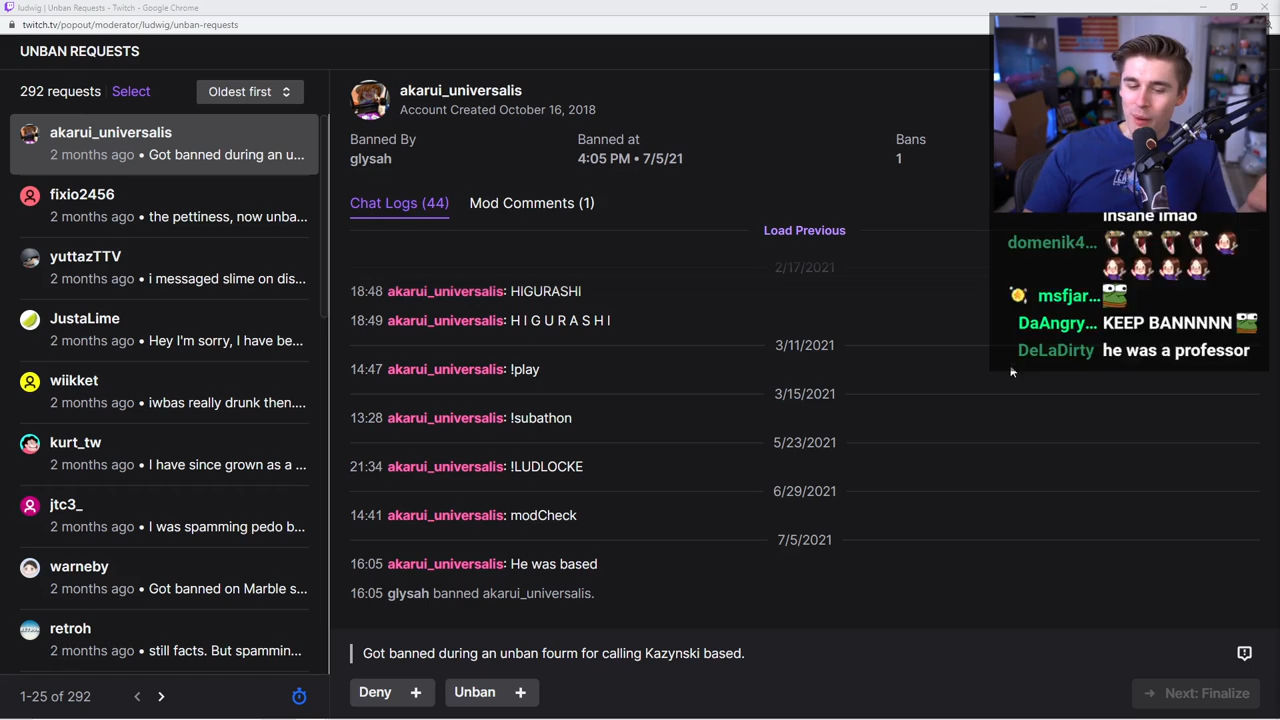 ludwig | Unban Requests - Twitch - Google Chrome
twitch.tv/popout/moderator/ludwig/unban-requests
UNBAN REQUESTS
292 requests Select Oldest first
akarui_universalis
2 months ago • Got banned during an u...
fixio2456
2 months ago • the pettiness, now unba...
yuttazTTV
2 months ago • i messaged slime on dis...
JustaLime
2 months ago • Hey I'm sorry, I have be...
wiikket
2 months ago • iwbas really drunk then....
kurt_tw
2 months ago • I have since grown as a ...
jtc3_
2 months ago • I was spamming pedo b...
warneby
2 months ago • Got banned on Marble s...
retroh
2 months ago • still facts. But spammin...
1-25 of 292
akarui_universalis
Account Created October 16, 2018
Banned By Banned at Bans
glysah 4:05 PM • 7/5/21 1
Chat Logs (44) Mod Comments (1)
Load Previous
2/17/2021
18:48 akarui_universalis: HIGURASHI
18:49 akarui_universalis: H I G U R A S H I
3/11/2021
14:47 akarui_universalis: !play
3/15/2021
13:28 akarui_universalis: !subathon
5/23/2021
21:34 akarui_universalis: !LUDLOCKE
6/29/2021
14:41 akarui_universalis: modCheck
7/5/2021
16:05 akarui_universalis: He was based
16:05 glysah banned akarui_universalis.
Got banned during an unban fourm for calling Kazynski based.
Deny + Unban +
Next: Finalize
insane lmao
domenik4...
msfjar...
DaAngry... KEEP BANNNNN
DeLaDirty he was a professor